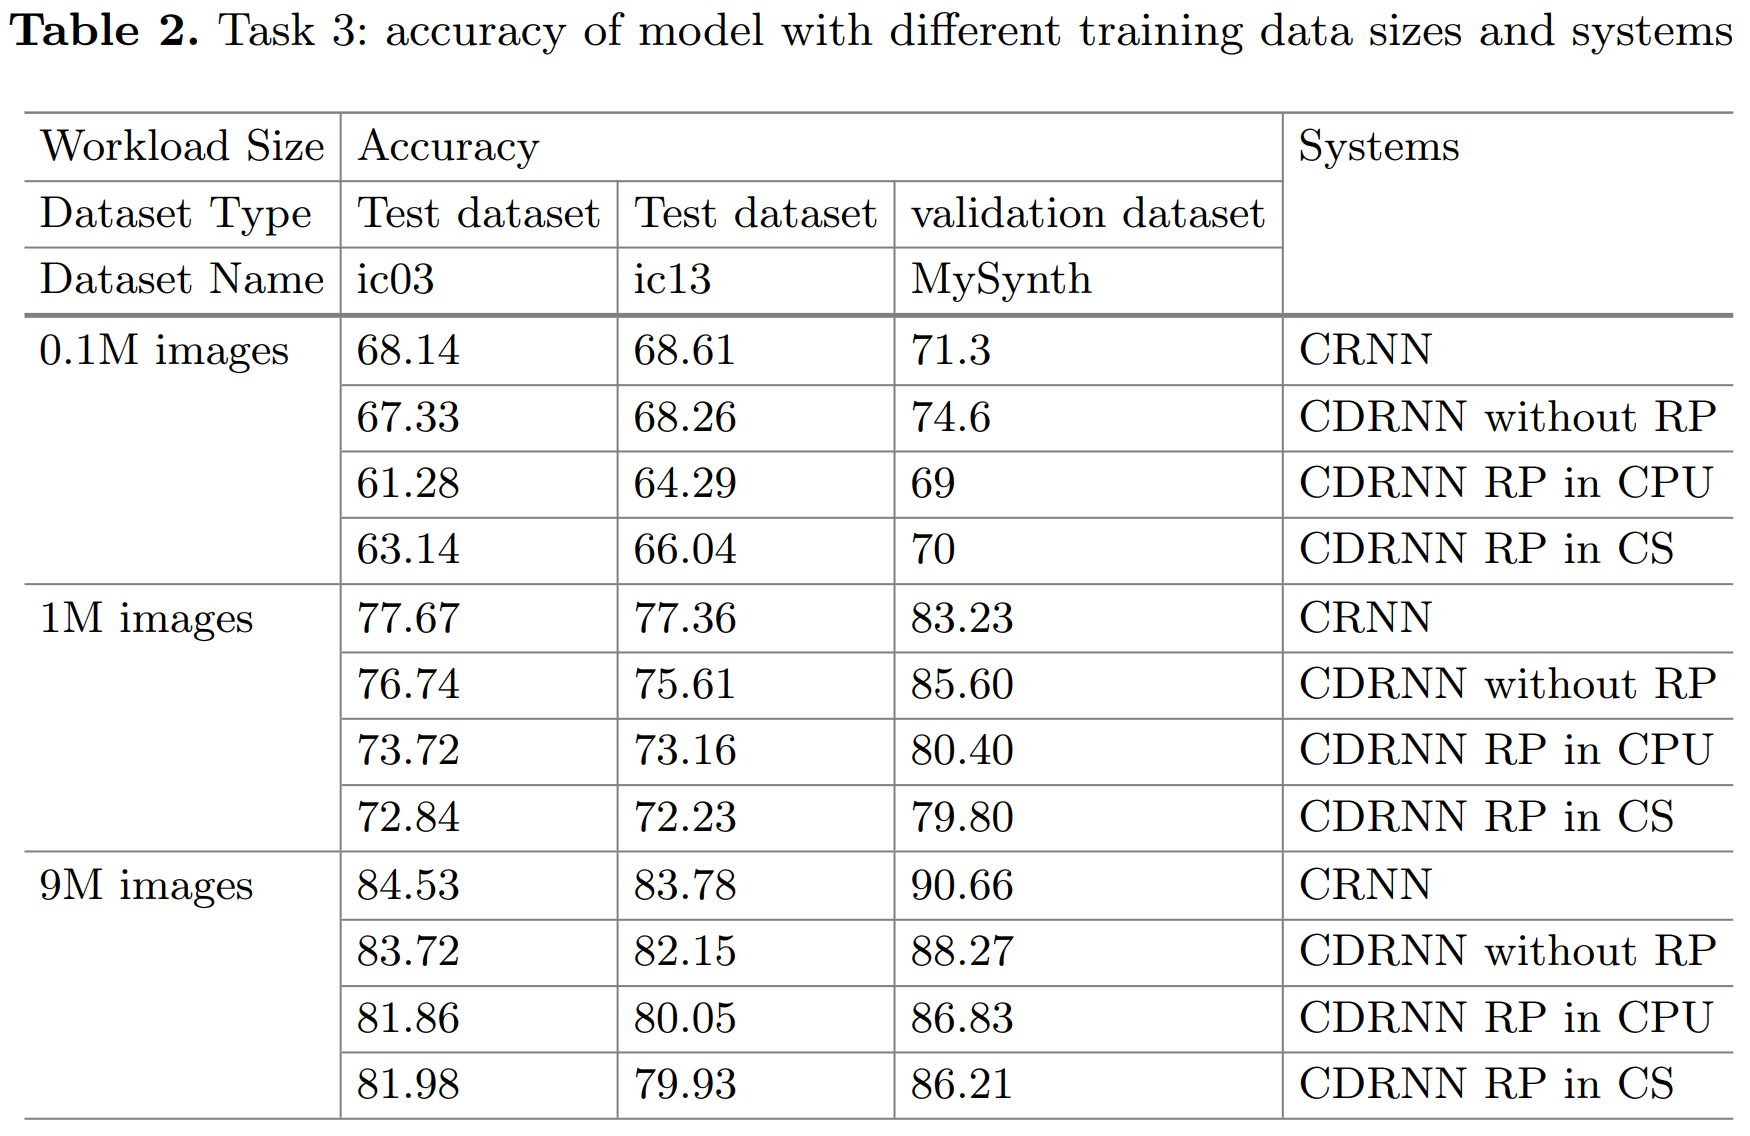 Table 2. Task 3: accuracy of model with different training data sizes and systems
Workload Size Accuracy Systems
Dataset Type Test dataset Test dataset validation dataset
Dataset Name ic03 ic13 MySynth
0.1M images 68.14 68.61 71.3 CRNN
67.33 68.26 74.6 CDRNN without RP
61.28 64.29 69 CDRNN RP in CPU
63.14 66.04 70 CDRNN RP in CS
1M images 77.67 77.36 83.23 CRNN
76.74 75.61 85.60 CDRNN without RP
73.72 73.16 80.40 CDRNN RP in CPU
72.84 72.23 79.80 CDRNN RP in CS
9M images 84.53 83.78 90.66 CRNN
83.72 82.15 88.27 CDRNN without RP
81.86 80.05 86.83 CDRNN RP in CPU
81.98 79.93 86.21 CDRNN RP in CS